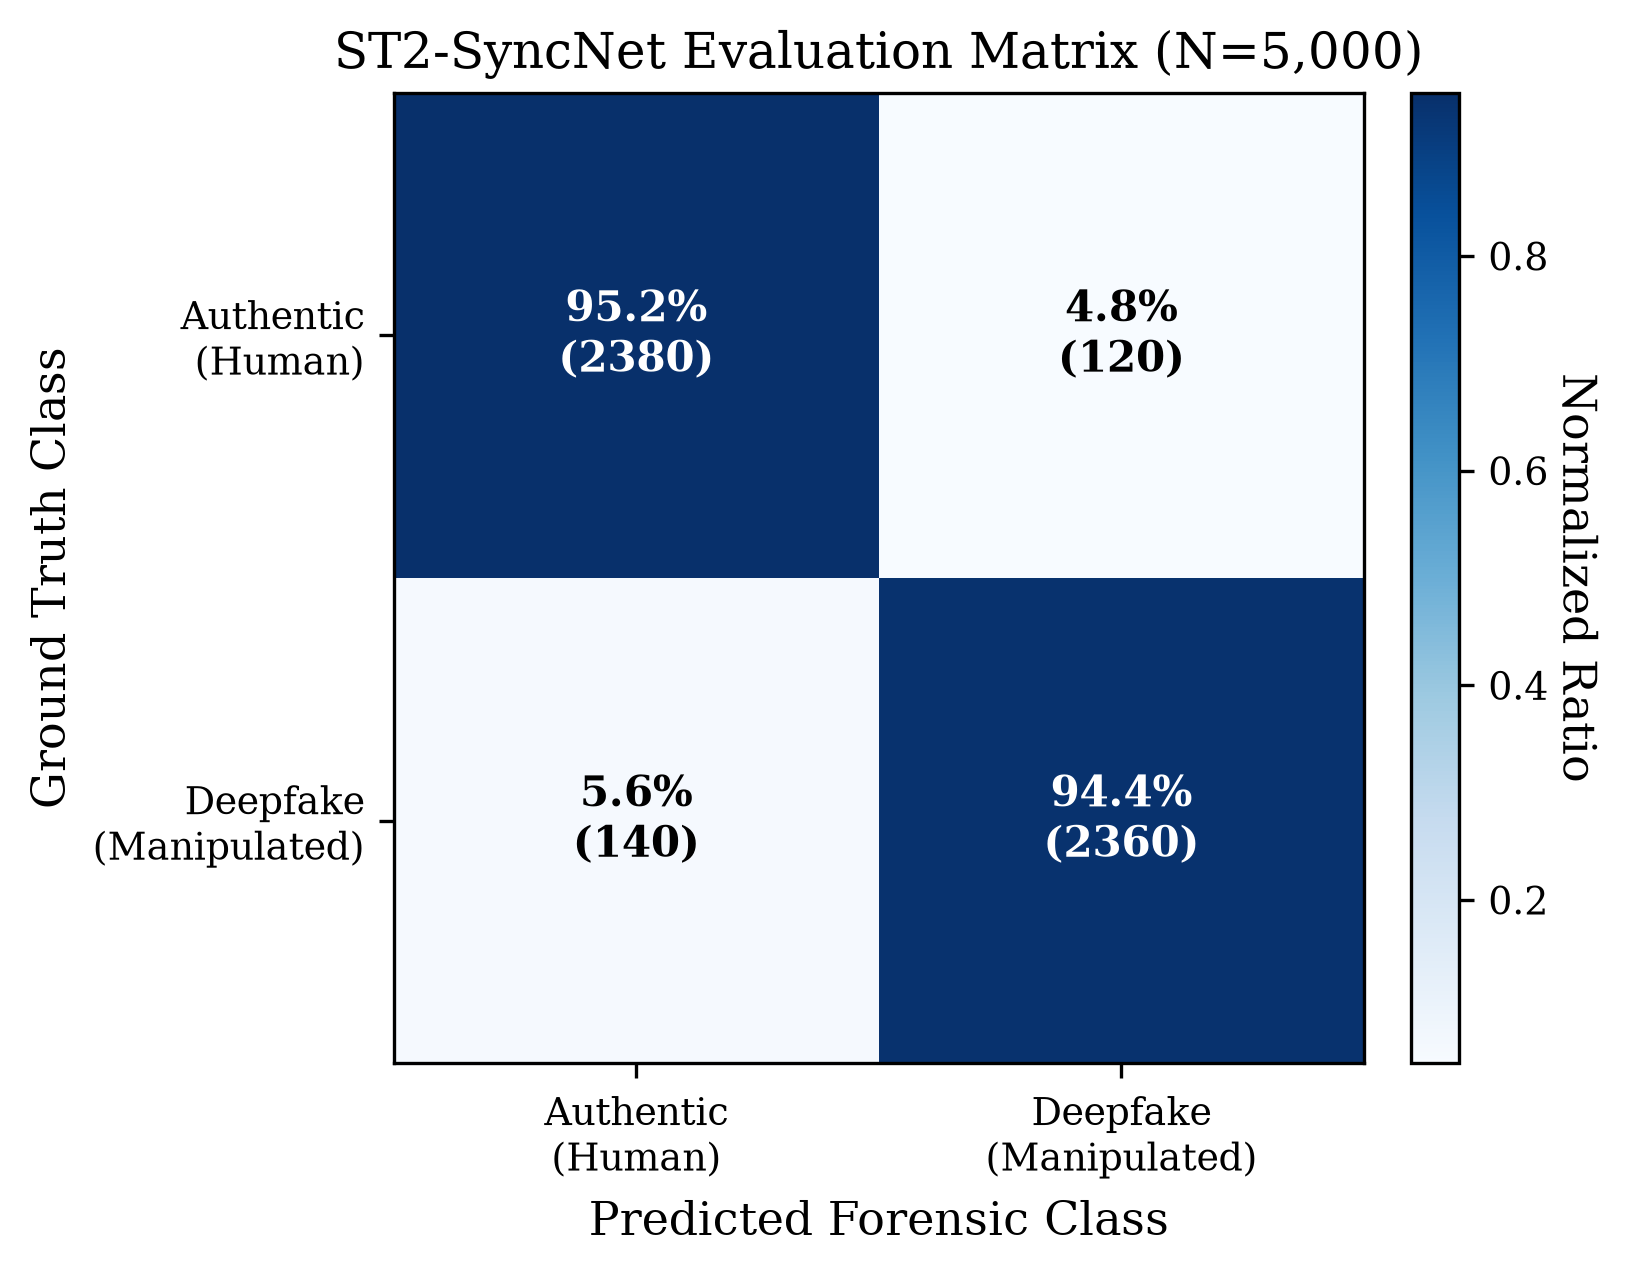 ST2-SyncNet Evaluation Matrix (N=5,000)
Ground Truth Class
Authentic
(Human)
Deepfake
(Manipulated)
95.2%
(2380)
4.8%
(120)
5.6%
(140)
94.4%
(2360)
Authentic
(Human)
Deepfake
(Manipulated)
Predicted Forensic Class
0.8
0.6
0.4
0.2
Normalized Ratio